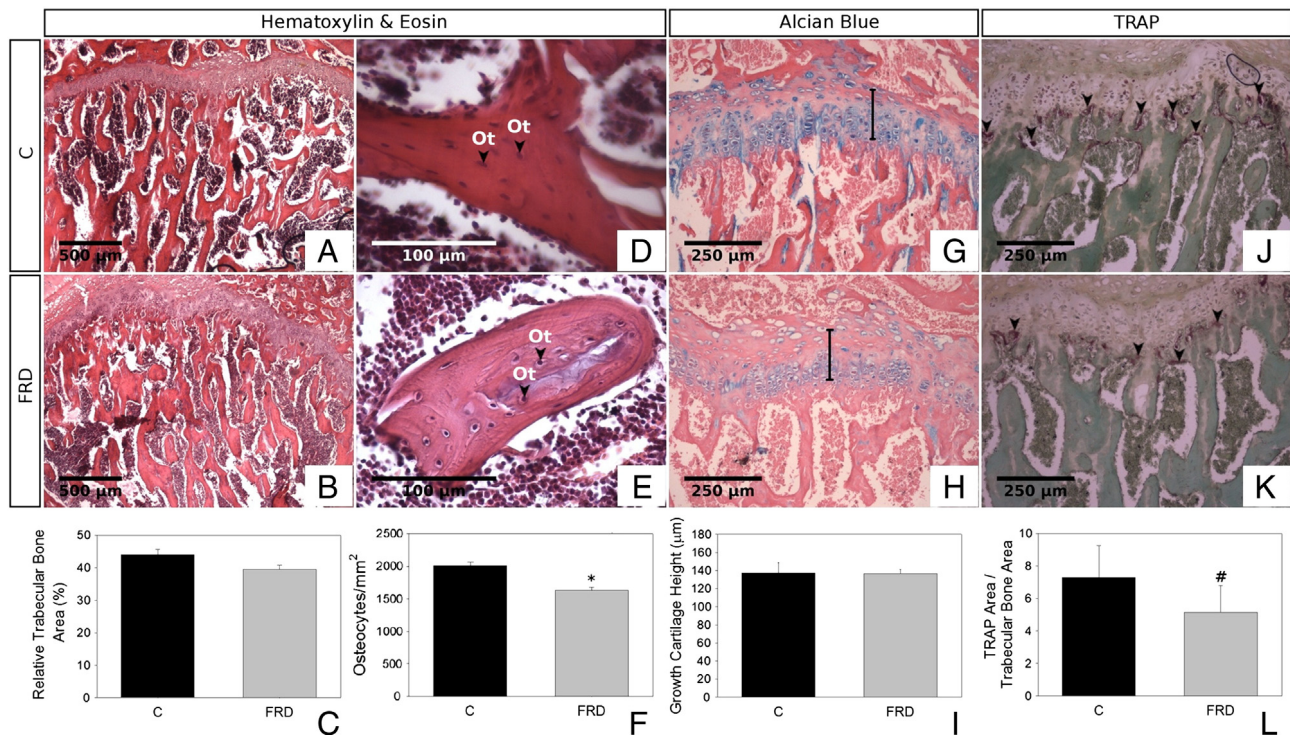 Hematoxylin & Eosin
Alcian Blue
TRAP
C
500 µm
A
Ot
Ot
100 µm
D
250 µm
G
250 µm
J
FRD
500 µm
B
Ot
Ot
100 µm
E
250 µm
H
250 µm
K
Relative Trabecular Bone
Area (%)
50
40
30
20
10
0
C
FRD
C
Osteocytes/mm²
2500
2000
1500
1000
500
0
*
C
FRD
F
Growth Cartilage Height (µm)
180
160
140
120
100
80
60
40
20
0
C
FRD
I
TRAP Area /
Trabecular Bone Area
10
8
6
4
2
0
#
C
FRD
L